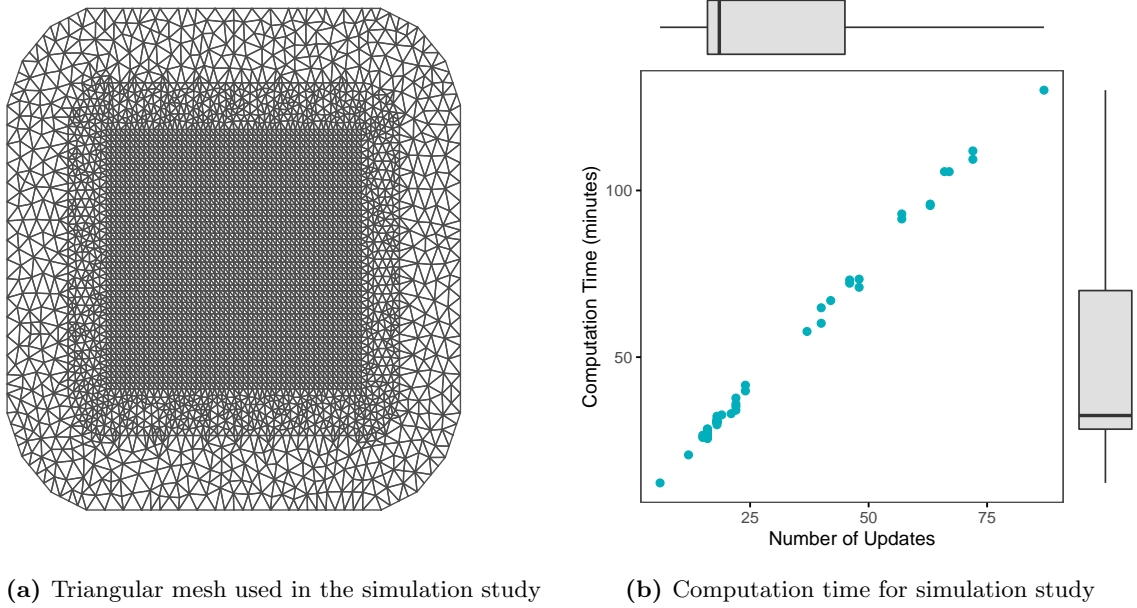 100
50
Computation Time (minutes)
25
50
75
Number of Updates
(a) Triangular mesh used in the simulation study
(b) Computation time for simulation study